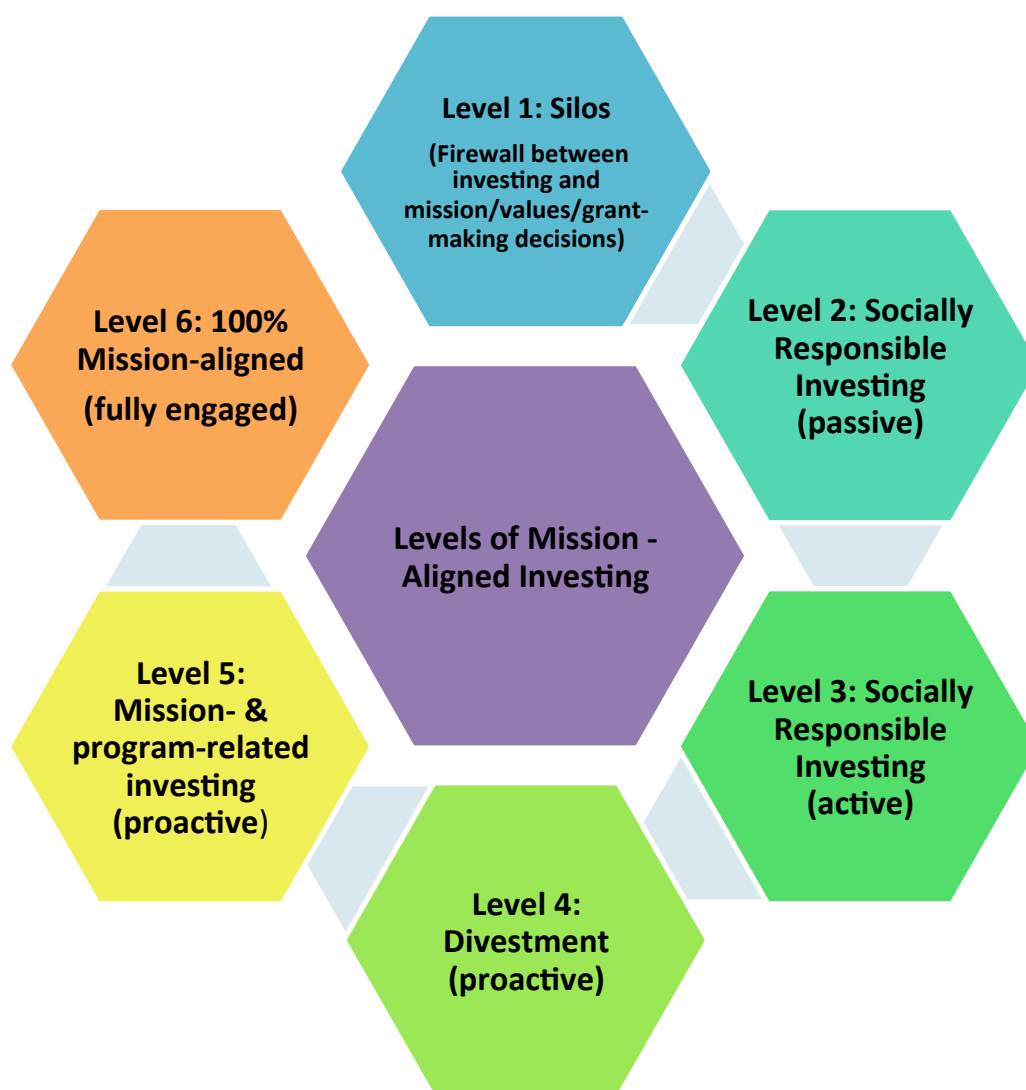 Level 1: Silos
(Firewall between
investing and
mission/values/grant-
making decisions)
Level 2: Socially
Responsible
Investing
(passive)
Level 3: Socially
Responsible
Investing
(active)
Level 4:
Divestment
(proactive)
Level 5:
Mission- &
program-related
investing
(proactive)
Level 6: 100%
Mission-aligned
(fully engaged)
Levels of Mission -
Aligned Investing